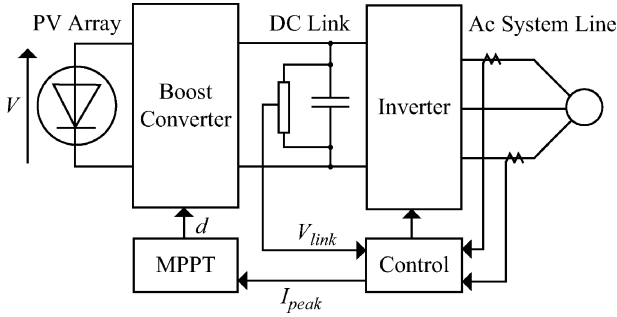 PV Array
DC Link
Ac System Line
V
Boost
Converter
Inverter
d
V_link
MPPT
Control
I_peak